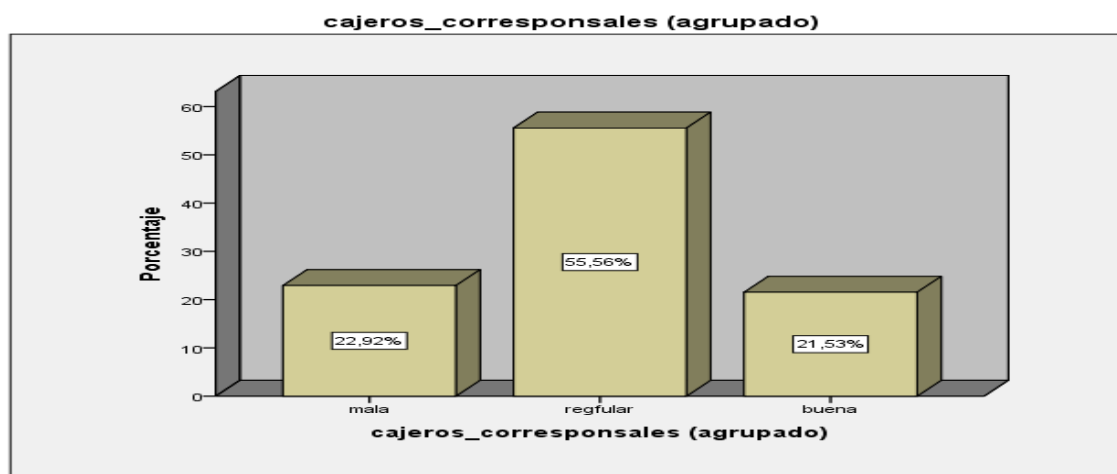 cajeros_corresponsales (agrupado)
Porcentaje
60
50
40
30
20
10
0
22,92%
55,56%
21,53%
mala regfular buena
cajeros_corresponsales (agrupado)